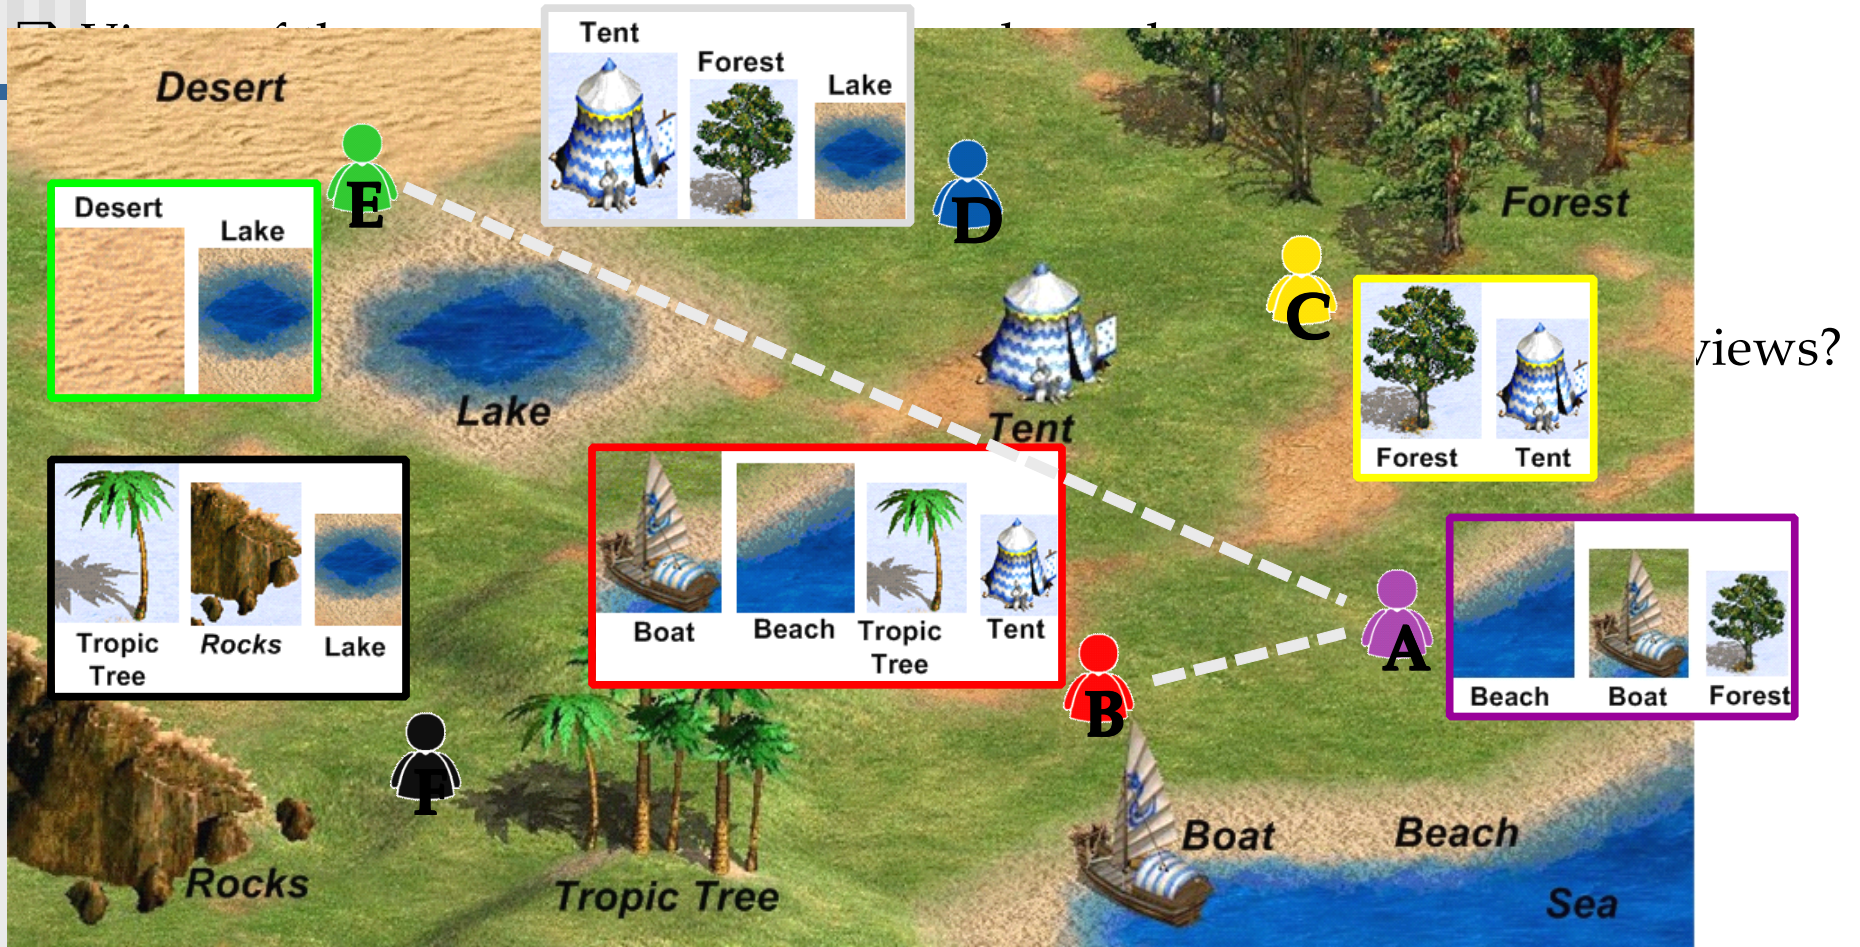 Tent
Forest
Lake
Desert
E
D
Forest
Desert
Lake
C
views?
Lake
Tent
Forest
Tent
Boat
Beach
Tropic
Tree
Tent
Tropic
Tree
Rocks
Lake
A
Beach
Boat
Forest
B
F
Boat
Beach
Rocks
Tropic Tree
Sea